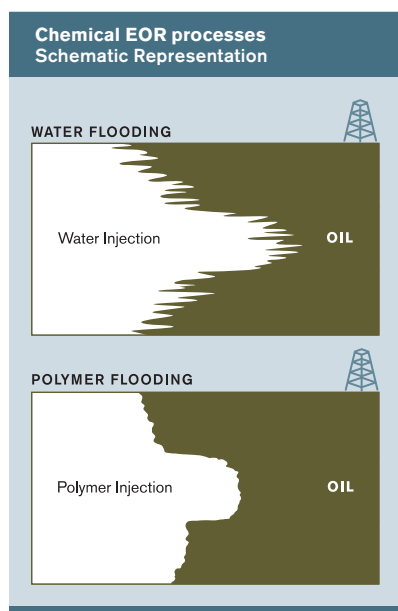 Chemical EOR processes
Schematic Representation
WATER FLOODING
Water Injection
OIL
POLYMER FLOODING
Polymer Injection
OIL